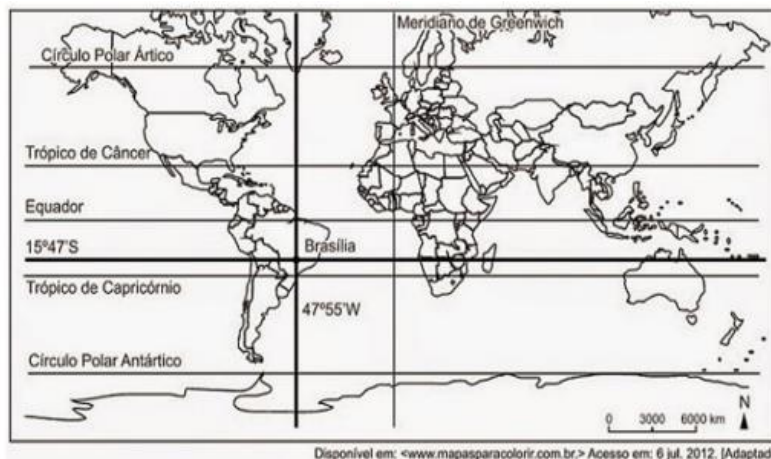 Meridiano de Greenwich
Círculo Polar Ártico
Trópico de Câncer
Equador
15º47'S
Brasília
Trópico de Capricórnio
47º55'W
Círculo Polar Antártico
N
0 3000 6000 km
Disponível em: <www.mapasparacolorir.com.br.> Acesso em: 6 jul. 2012. [Adaptad